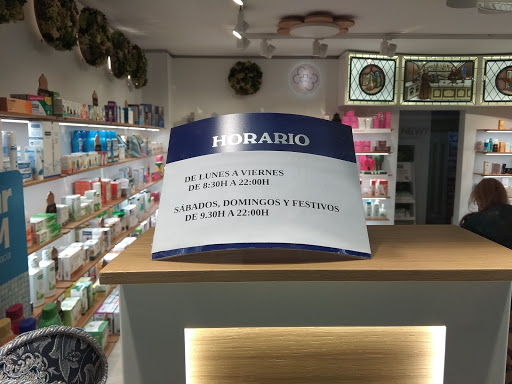 HORARIO
DE LUNES A VIERNES
DE 8:30H A 22:00H
SÁBADOS, DOMINGOS Y FESTIVOS
DE 9.30H A 22:00H